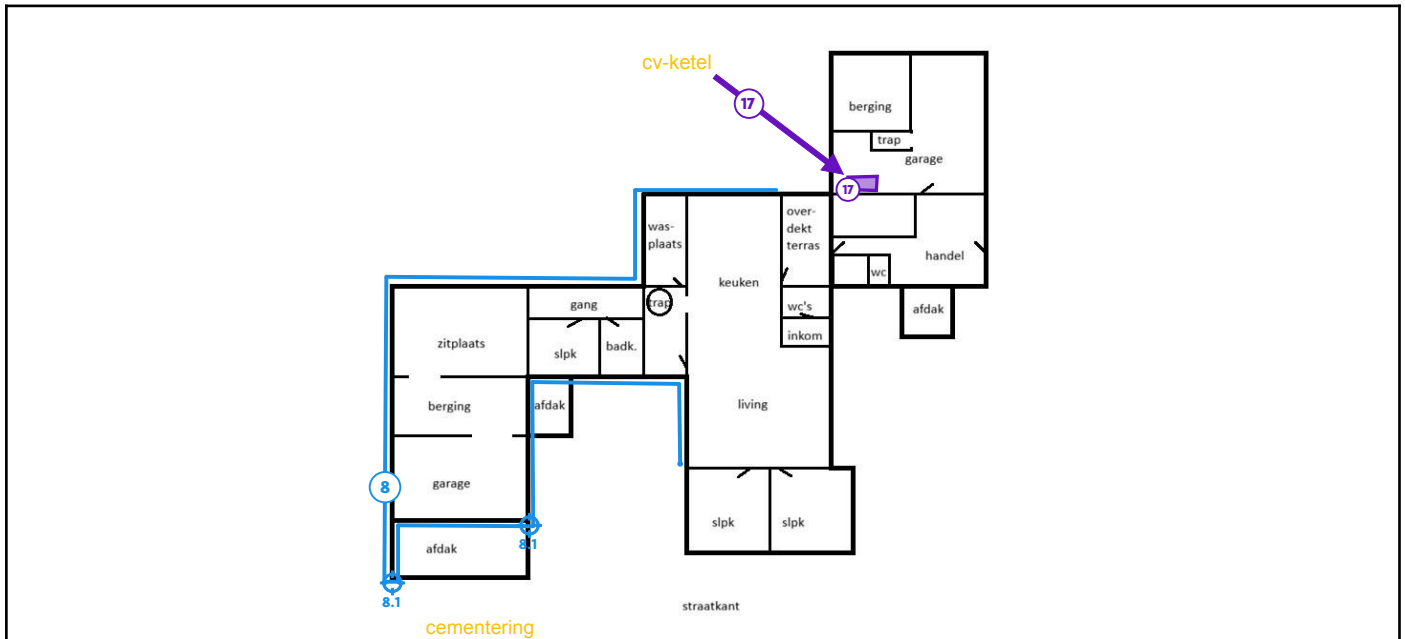 cv-ketel
17
berging
trap
garage
17
was-
plaats
over-
dekt
terras
handel
wc
keuken
gang
trap
wc's
afdak
zitplaats
slpk
badk.
inkom
berging
afdak
living
8
garage
slpk
slpk
8.1
afdak
8.1
straatkant
cementering